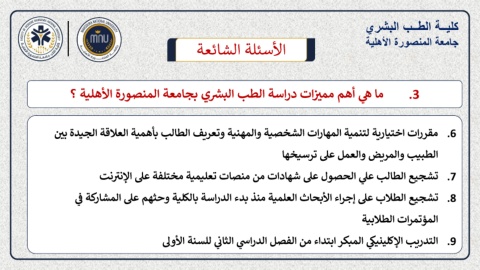 كلية الطب البشري
جامعة المنصورة الأهلية
MNU
الأسئلة الشائعة
3. ما هي أهم مميزات دراسة الطب البشري بجامعة المنصورة الأهلية ؟
6. مقررات اختيارية لتنمية المهارات الشخصية والمهنية وتعريف الطالب بأهمية العلاقة الجيدة بين
الطبيب والمريض والعمل على ترسيخها
7. تشجيع الطالب علي الحصول على شهادات من منصات تعليمية مختلفة على الإنترنت
8. تشجيع الطلاب على إجراء الأبحاث العلمية منذ بدء الدراسة بالكلية وحثهم على المشاركة في
المؤتمرات الطلابية
9. التدريب الإكلينيكي المبكر ابتداء من الفصل الدراسي الثاني للسنة الأولى